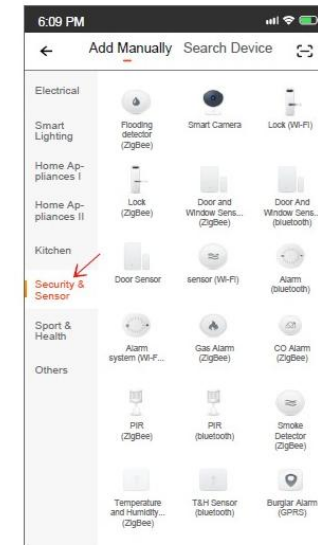 6:09 PM
Add Manually Search Device
Electrical
Smart
Lighting
Home Ap-
pliances I
Home Ap-
pliances II
Kitchen
Security &
Sensor
Sport &
Health
Others
Flooding
detector
(ZigBee)
Smart Camera
Lock (Wi-Fi)
Lock
(ZigBee)
Door and
Window Sens...
(ZigBee)
Door And
Window Sens...
(bluetooth)
Door Sensor
sensor (Wi-Fi)
Alarm
(bluetooth)
Alarm
system (Wi-F...
Gas Alarm
(ZigBee)
CO Alarm
(ZigBee)
PIR
(ZigBee)
PIR
(bluetooth)
Smoke
Detector
(ZigBee)
Temperature
and Humidity...
(ZigBee)
T&H Sensor
(bluetooth)
Burglar Alarm
(GPRS)